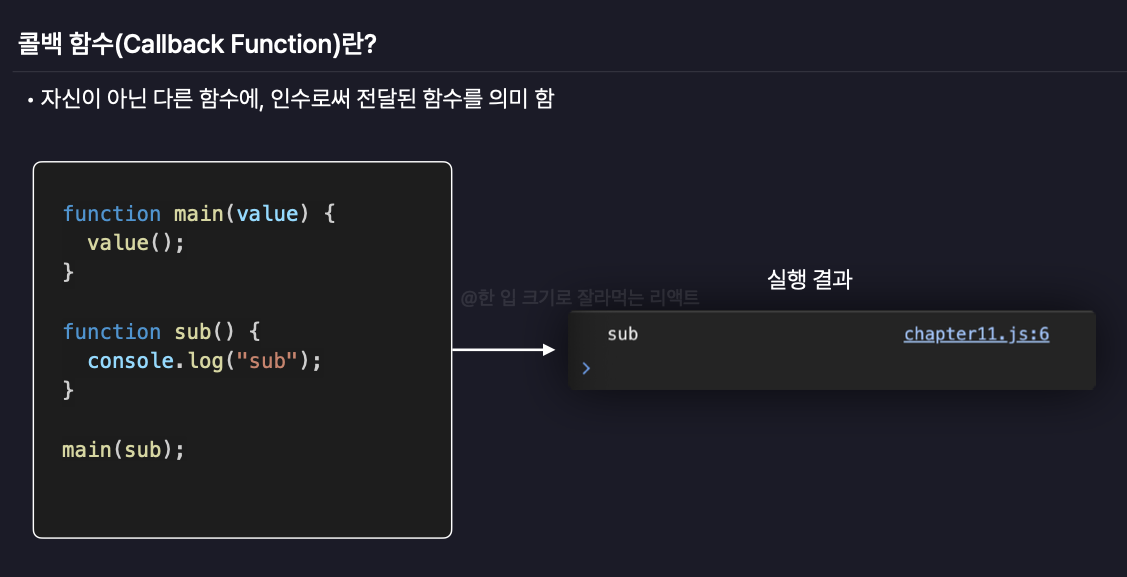 콜백 함수(Callback Function)란?
• 자신이 아닌 다른 함수에, 인수로써 전달된 함수를 의미 함
function main(value) {
  value();
}
function sub() {
  console.log("sub");
}
main(sub);
@한 입 크기로 잘라먹는 리액트
실행 결과
sub chapter11.js:6
>